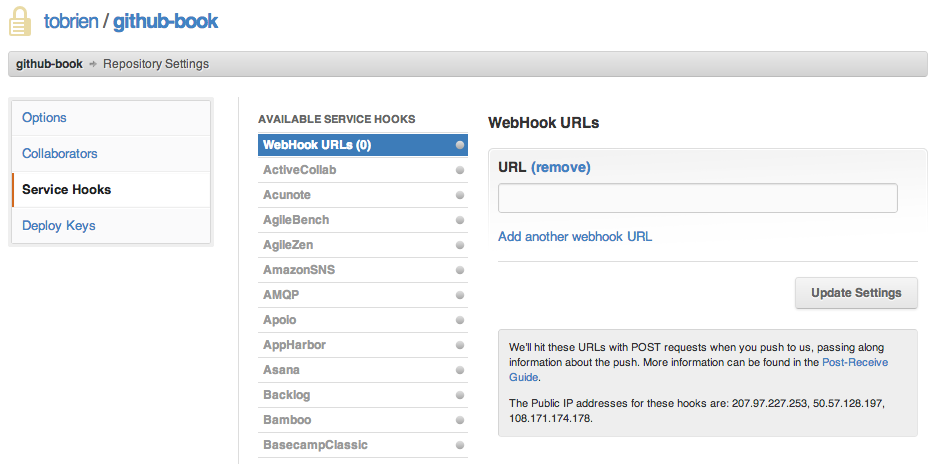 tobrien / github-book
github-book → Repository Settings
Options
Collaborators
Service Hooks
Deploy Keys
AVAILABLE SERVICE HOOKS
WebHook URLs (0)
ActiveCollab
Acunote
AgileBench
AgileZen
AmazonSNS
AMQP
Apoio
AppHarbor
Asana
Backlog
Bamboo
BasecampClassic
WebHook URLs
URL (remove)
Add another webhook URL
Update Settings
We'll hit these URLs with POST requests when you push to us, passing along
information about the push. More information can be found in the Post-Receive
Guide.
The Public IP addresses for these hooks are: 207.97.227.253, 50.57.128.197,
108.171.174.178.